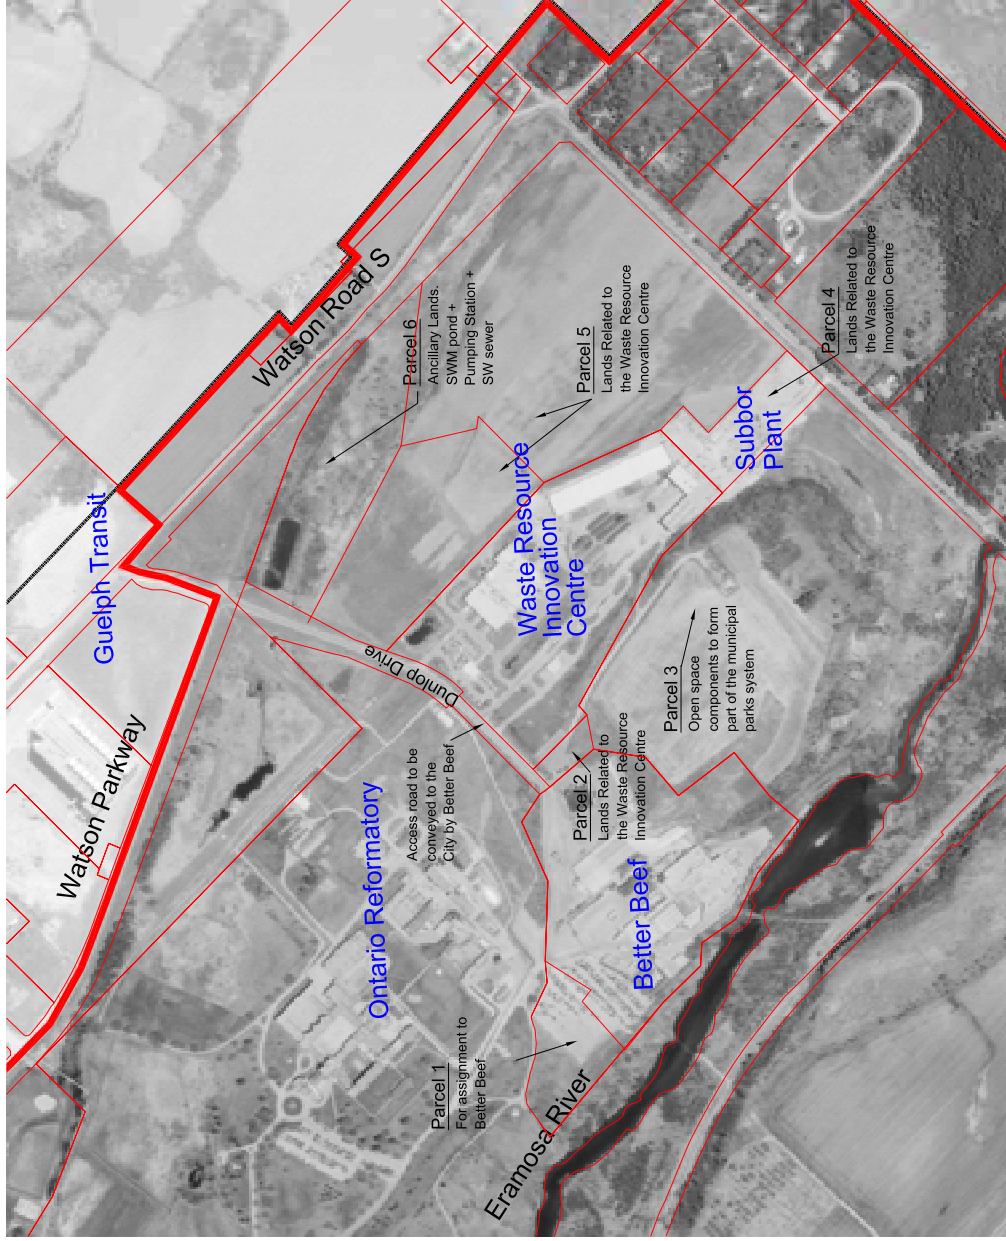 Guelph Transit
Watson Parkway
Watson Road S
Parcel 6
Ancillary Lands.
SWM pond +
Pumping Station +
SW sewer
Parcel 5
Lands Related to
the Waste Resource
Innovation Centre
Parcel 4
Lands Related to
the Waste Resource
Innovation Centre
Subbor
Plant
Waste Resource
Innovation
Centre
Dunlop Drive
Access road to be
conveyed to the
City by Better Beef
Parcel 3
Open space
components to form
part of the municipal
parks system
Parcel 2
Lands Related to
the Waste Resource
Innovation Centre
Ontario Reformatory
Better Beef
Parcel 1
For assignment to
Better Beef
Eramosa River